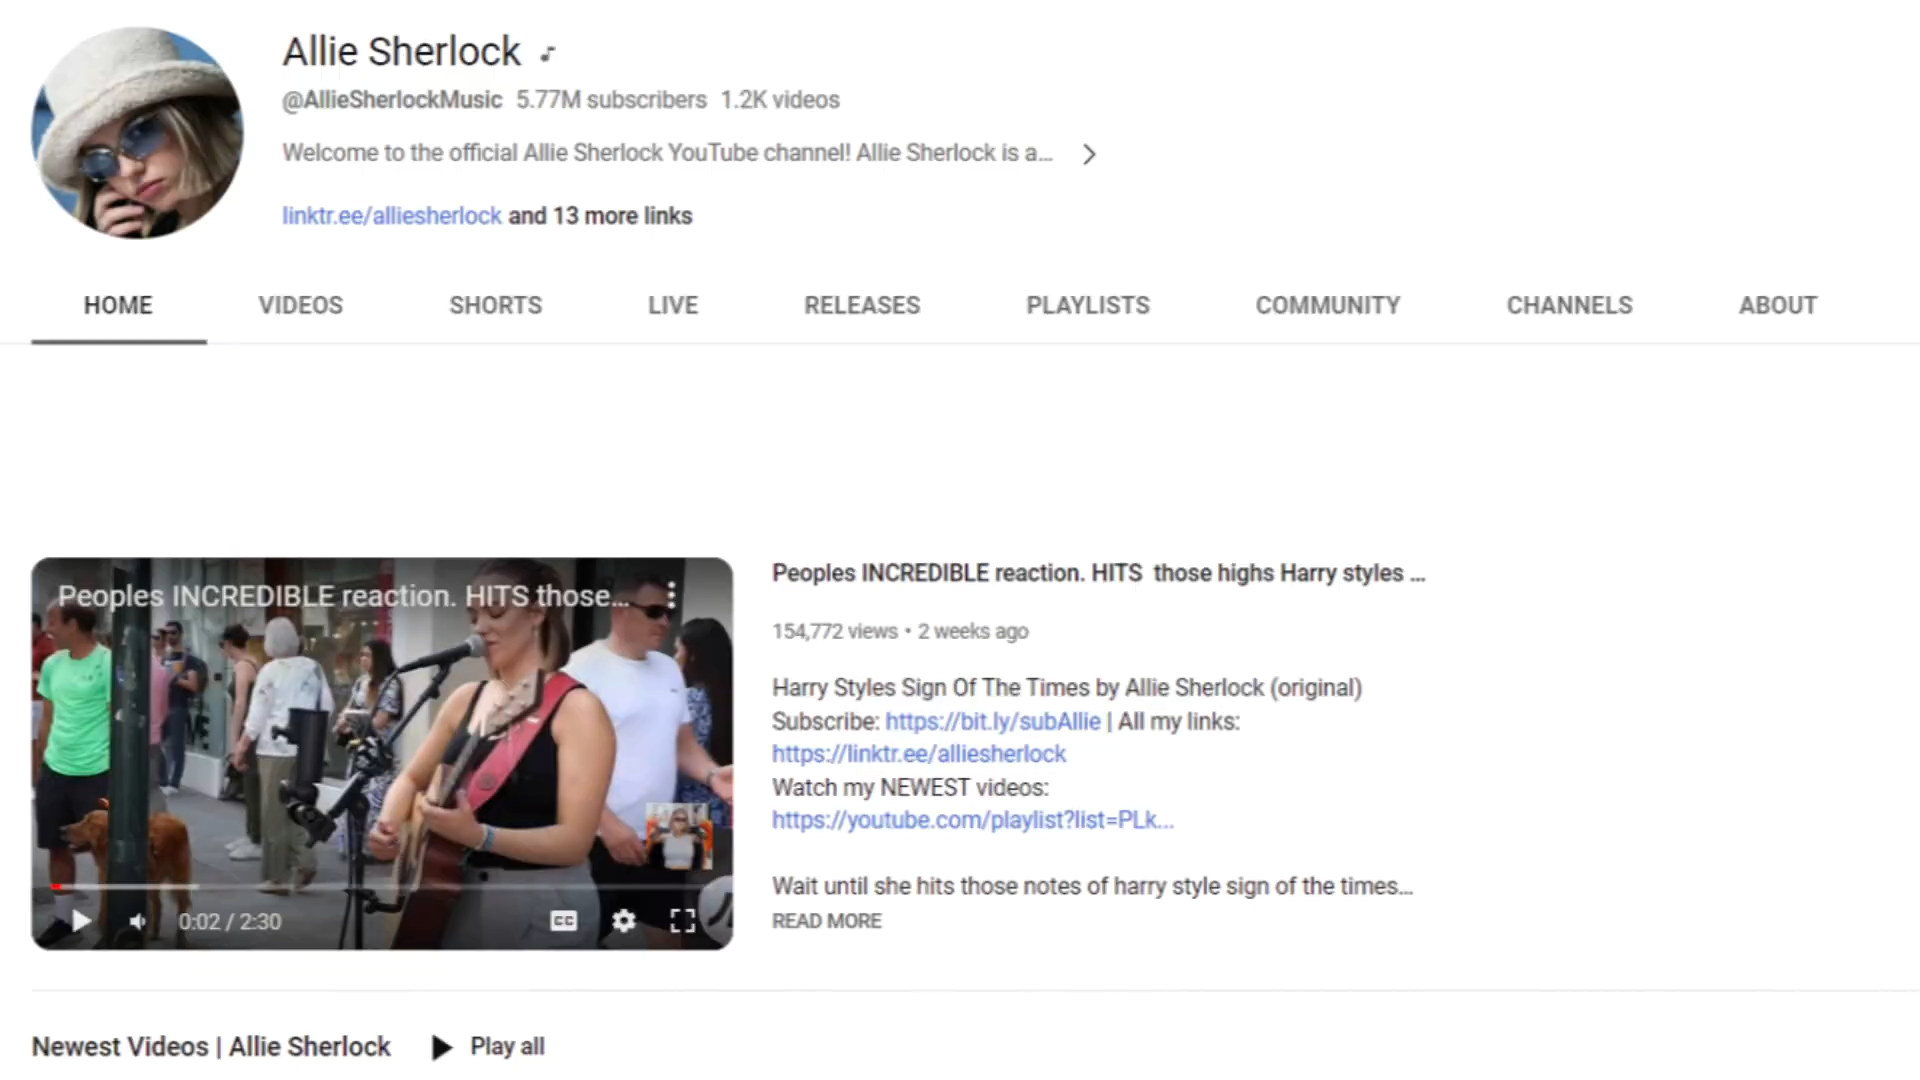 Allie Sherlock
@AllieSherlockMusic 5.77M subscribers 1.2K videos
Welcome to the official Allie Sherlock YouTube channel! Allie Sherlock is a...
linktr.ee/alliesherlock and 13 more links
HOME VIDEOS SHORTS LIVE RELEASES PLAYLISTS COMMUNITY CHANNELS ABOUT
Peoples INCREDIBLE reaction. HITS those...
0:02 / 2:30
CC
Peoples INCREDIBLE reaction. HITS those highs Harry styles ...
154,772 views • 2 weeks ago
Harry Styles Sign Of The Times by Allie Sherlock (original)
Subscribe: https://bit.ly/subAllie | All my links:
https://linktr.ee/alliesherlock
Watch my NEWEST videos:
https://youtube.com/playlist?list=PLk...
Wait until she hits those notes of harry style sign of the times...
READ MORE
Newest Videos | Allie Sherlock Play all